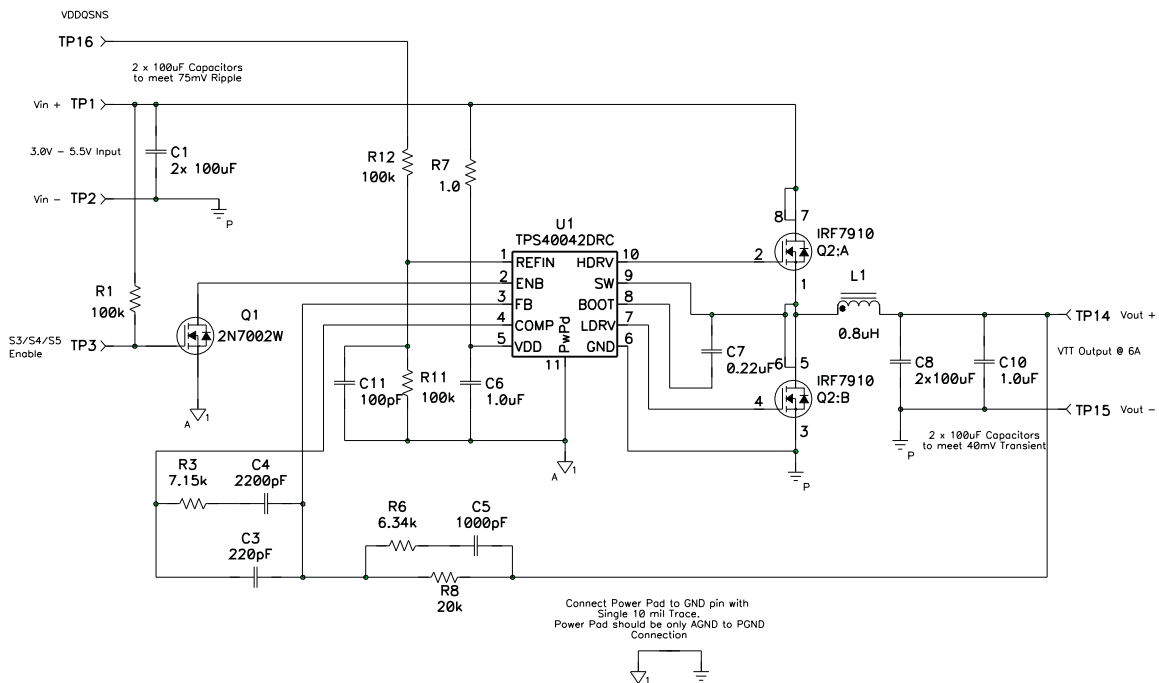 VDDQSNS
TP16
2 x 100uF Capacitors
to meet 75mV Ripple
Vin + TP1
3.0V - 5.5V Input
C1
2x 100uF
Vin - TP2
P
R12
100k
R7
1.0
U1
TPS40042DRC
1 REFIN HDRV 10
2 ENB SW 9
3 FB BOOT 8
4 COMP LDRV 7
5 VDD GND 6
PwPd
11
8 7
IRF7910
Q2:A
2
1
L1
0.8uH
R1
100k
Q1
2N7002W
S3/S4/S5
Enable
TP3
A 1
C11
100pF
R11
100k
C6
1.0uF
C7
0.22uF
6 5
IRF7910
Q2:B
4
3
C8
2x100uF
C10
1.0uF
TP14 Vout +
VTT Output @ 6A
TP15 Vout -
P
2 x 100uF Capacitors
to meet 40mV Transient
A 1
P
R3
7.15k
C4
2200pF
C3
220pF
R6
6.34k
C5
1000pF
R8
20k
Connect Power Pad to GND pin with
Single 10 mil Trace.
Power Pad should be only AGND to PGND
Connection
1